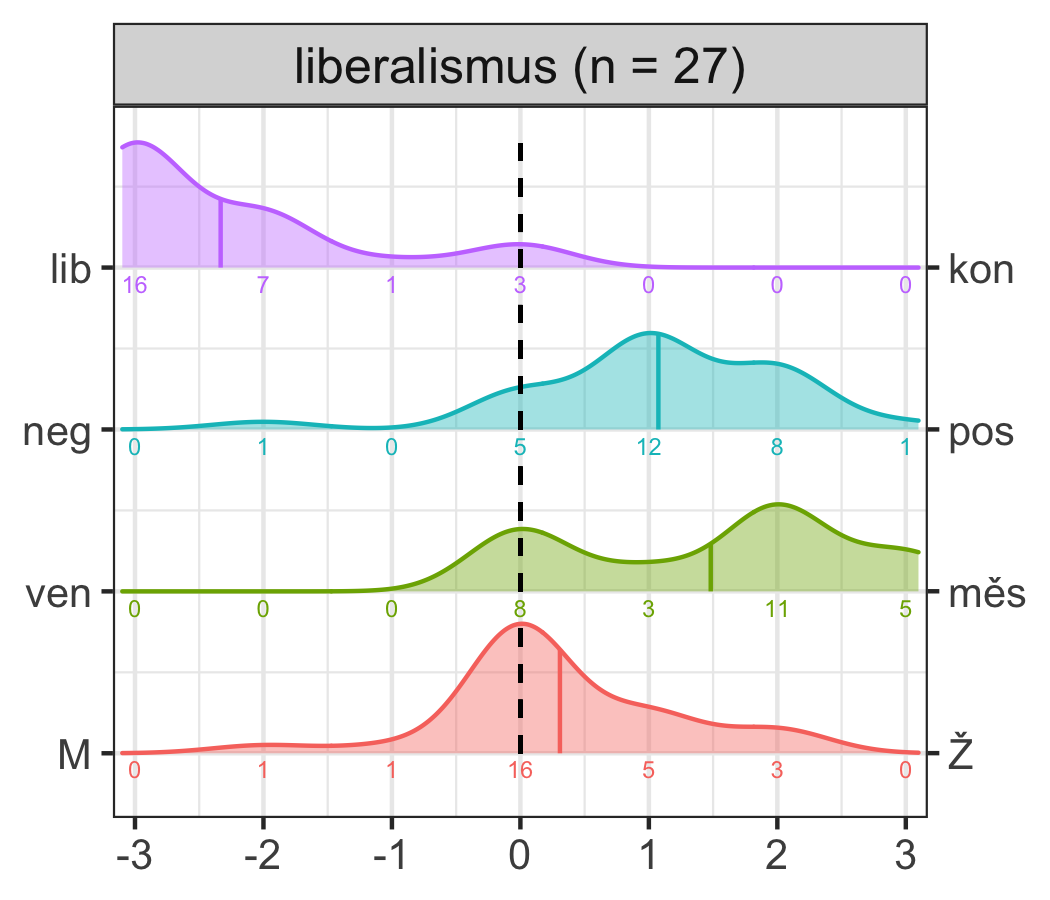 liberalismus (n = 27)
lib kon
16 7 1 3 0 0 0
neg pos
0 1 0 5 12 8 1
ven měs
0 0 0 8 3 11 5
M Ž
0 1 1 16 5 3 0
-3 -2 -1 0 1 2 3